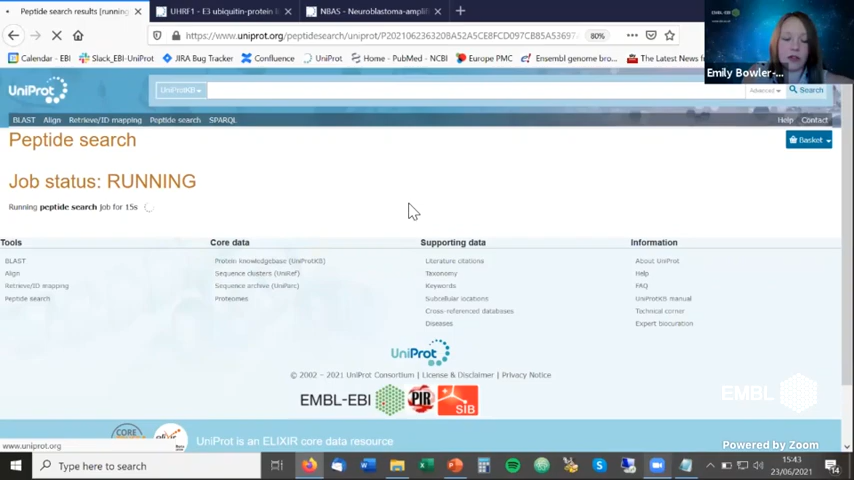 Peptide search results [running
UHRF1 - E3 ubiquitin-protein li
NBAS - Neuroblastoma-amplif
https://www.uniprot.org/peptidesearch/uniprot/P2021062363208A52A5CE8FCD097CB85A53697
80%
Calendar - EBI
Slack_EBI-UniProt
JIRA Bug Tracker
Confluence
UniProt
Home - PubMed - NCBI
Europe PMC
Ensembl genome bro...
The Latest News f
EMBL-EBI
Emily Bowler-...
UniProt
UniProtKB
Advanced
Search
BLAST Align Retrieve/ID mapping Peptide search SPARQL
Help Contact
Peptide search
Basket
Job status: RUNNING
Running peptide search job for 15s
Tools
BLAST
Align
Retrieve/ID mapping
Peptide search
Core data
Protein knowledgebase (UniProtKB)
Sequence clusters (UniRef)
Sequence archive (UniParc)
Proteomes
Supporting data
Literature citations
Taxonomy
Keywords
Subcellular locations
Cross-referenced databases
Diseases
Information
About UniProt
Help
FAQ
UniProtKB manual
Technical corner
Expert biocuration
UniProt
© 2002 – 2021 UniProt Consortium | License & Disclaimer | Privacy Notice
EMBL-EBI
PIR
SIB
EMBL
CORE
elixir
UniProt is an ELIXIR core data resource
www.uniprot.org
Powered by Zoom
Type here to search
15:43
23/06/2021
14